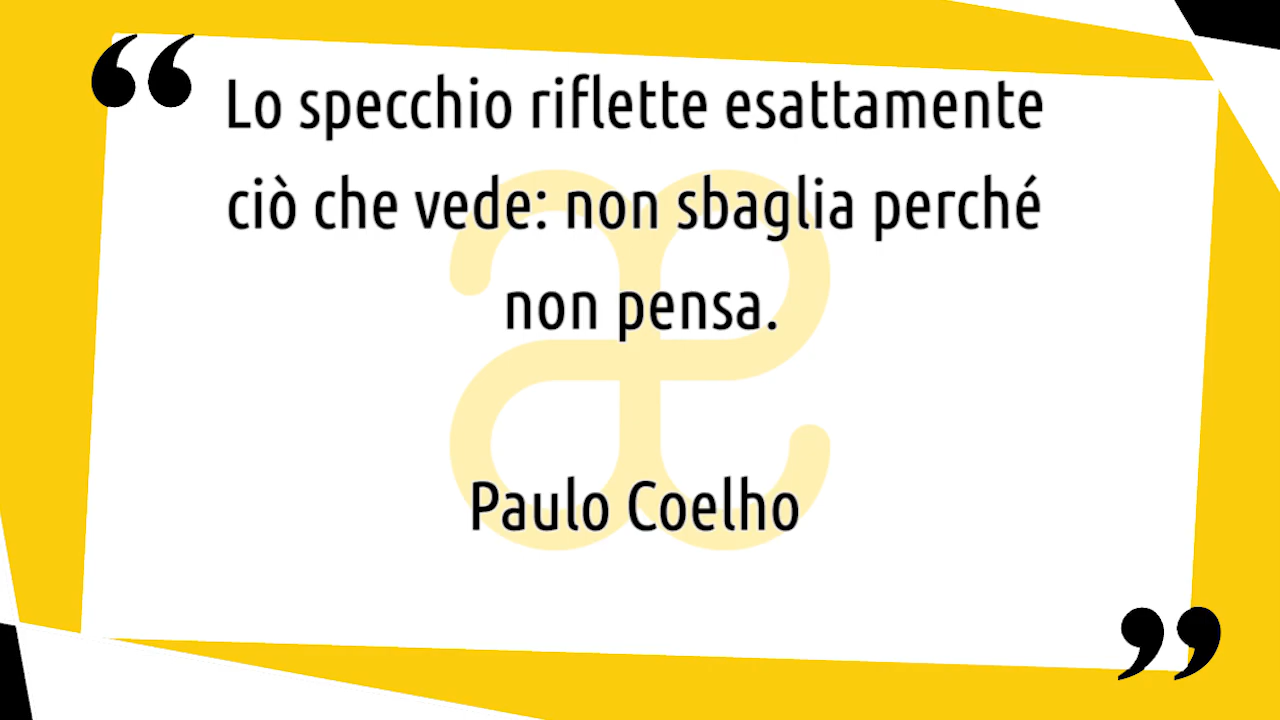 “
Lo specchio riflette esattamente
ciò che vede: non sbaglia perché
non pensa.
Paulo Coelho
”